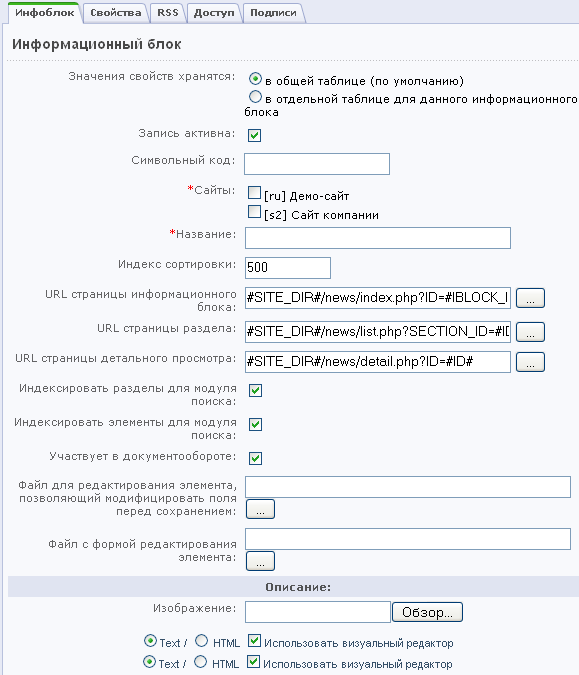 Инфоблок Свойства RSS Доступ Подписи
Информационный блок
Значения свойств хранятся: в общей таблице (по умолчанию)
в отдельной таблице для данного информационного
блока
Запись активна:
Символьный код:
*Сайты: [ru] Демо-сайт
[s2] Сайт компании
*Название:
Индекс сортировки: 500
URL страницы информационного
блока: #SITE_DIR#/news/index.php?ID=#IBLOCK_I ...
URL страницы раздела: #SITE_DIR#/news/list.php?SECTION_ID=#ID ...
URL страницы детального просмотра: #SITE_DIR#/news/detail.php?ID=#ID# ...
Индексировать разделы для модуля
поиска:
Индексировать элементы для модуля
поиска:
Участвует в документообороте:
Файл для редактирования элемента,
позволяющий модифицировать поля
перед сохранением: ...
Файл с формой редактирования
элемента: ...
Описание:
Изображение: Обзор...
Text / HTML Использовать визуальный редактор
Text / HTML Использовать визуальный редактор